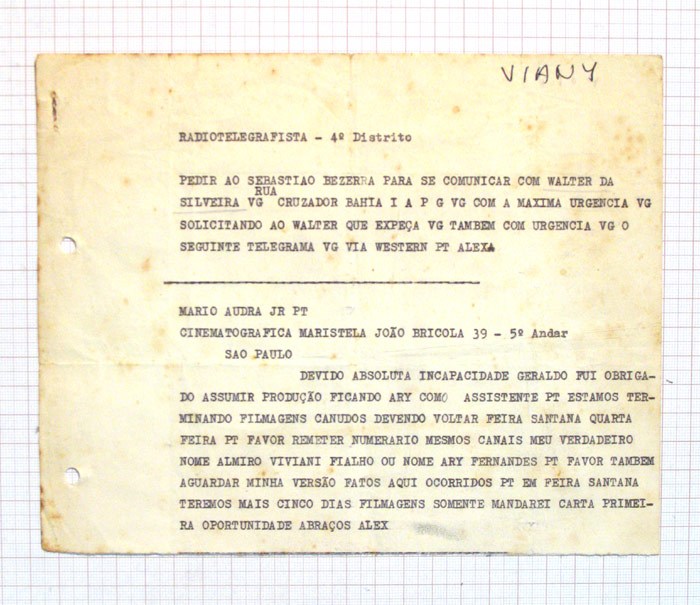 VIANY
RADIOTELEGRAFISTA - 4º Distrito
PEDIR AO SEBASTIAO BEZERRA PARA SE COMUNICAR COM WALTER DA
RUA
SILVEIRA VG CRUZADOR BAHIA I A P G VG COM A MAXIMA URGENCIA VG
SOLICITANDO AO WALTER QUE EXPEÇA VG TAMBEM COM URGENCIA VG O
SEGUINTE TELEGRAMA VG VIA WESTERN PT ALEXA
MARIO AUDRA JR PT
CINEMATOGRAFICA MARISTELA JOÃO BRICOLA 39 - 5º Andar
SAO PAULO
DEVIDO ABSOLUTA INCAPACIDADE GERALDO FUI OBRIGA-
DO ASSUMIR PRODUÇÃO FICANDO ARY COMO ASSISTENTE PT ESTAMOS TER-
MINANDO FILMAGENS CANUDOS DEVENDO VOLTAR FEIRA SANTANA QUARTA
FEIRA PT FAVOR REMETER NUMERARIO MESMOS CANAIS MEU VERDADEIRO
NOME ALMIRO VIVIANI FIALHO OU NOME ARY FERNANDES PT FAVOR TAMBEM
AGUARDAR MINHA VERSÃO FATOS AQUI OCORRIDOS PT EM FEIRA SANTANA
TEREMOS MAIS CINCO DIAS FILMAGENS SOMENTE MANDAREI CARTA PRIMEI-
RA OPORTUNIDADE ABRAÇOS ALEX